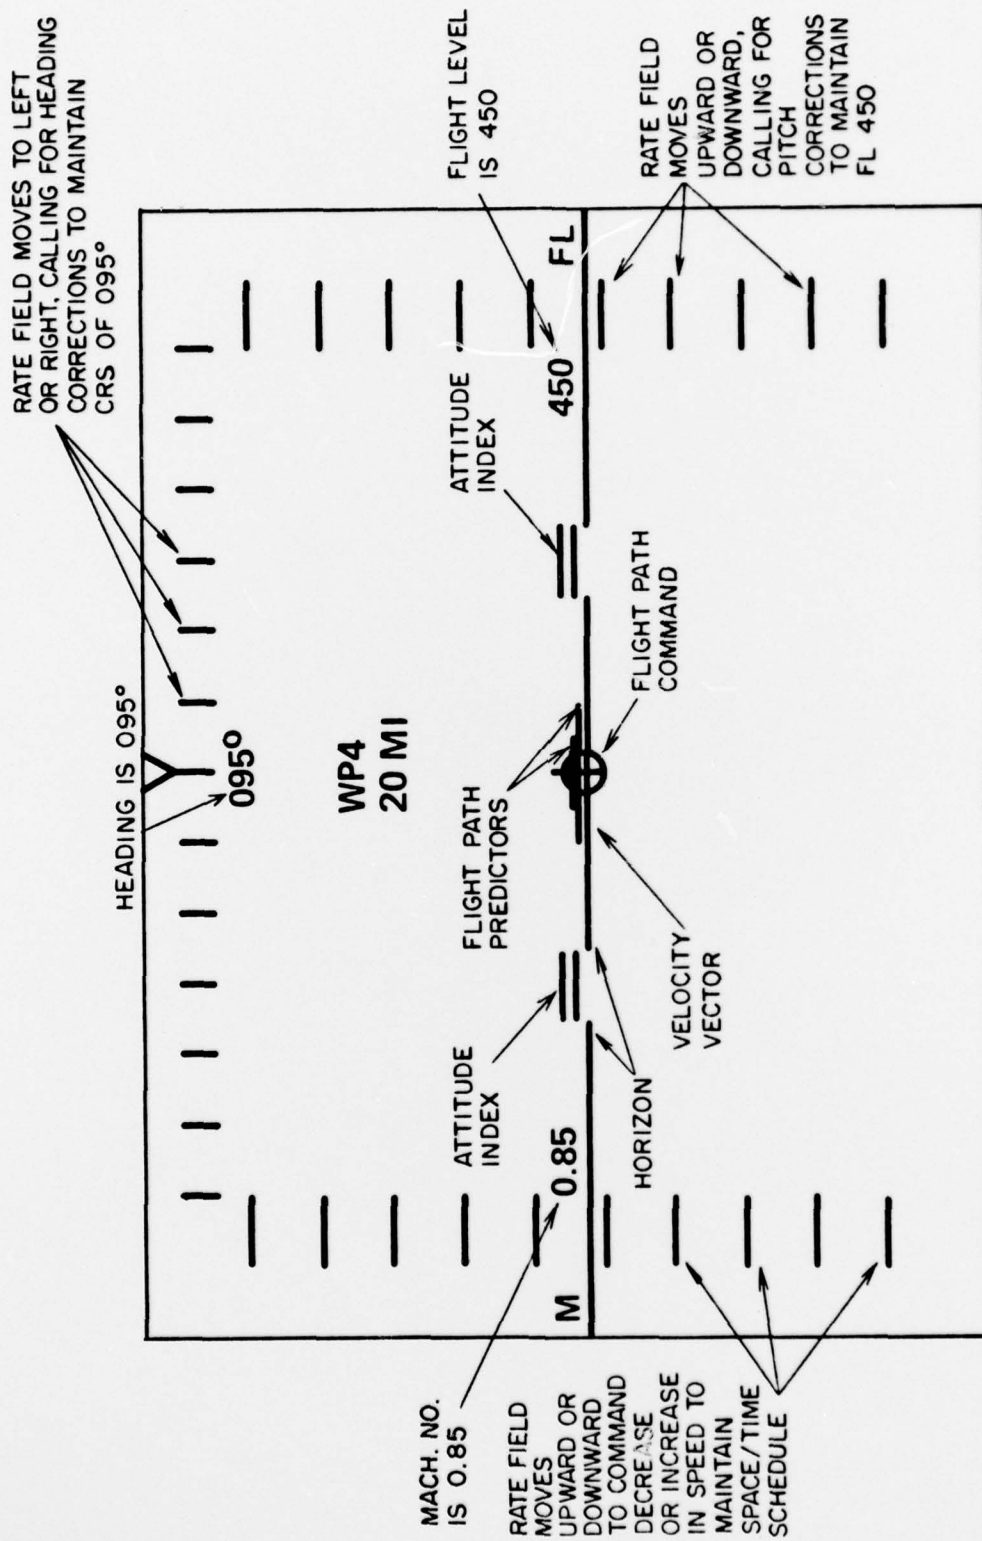 RATE FIELD MOVES TO LEFT
OR RIGHT, CALLING FOR HEADING
CORRECTIONS TO MAINTAIN
CRS OF 095°
HEADING IS 095°
095°
WP4
20 MI
MACH. NO.
IS 0.85
ATTITUDE
INDEX
FLIGHT PATH
PREDICTORS
ATTITUDE
INDEX
FLIGHT LEVEL
IS 450
M
0.85
450
FL
RATE FIELD
MOVES
UPWARD OR
DOWNWARD
TO COMMAND
DECREASE
OR INCREASE
IN SPEED TO
MAINTAIN
SPACE/TIME
SCHEDULE
HORIZON
VELOCITY
VECTOR
FLIGHT PATH
COMMAND
RATE FIELD
MOVES
UPWARD OR
DOWNWARD,
CALLING FOR
PITCH
CORRECTIONS
TO MAINTAIN
FL 450